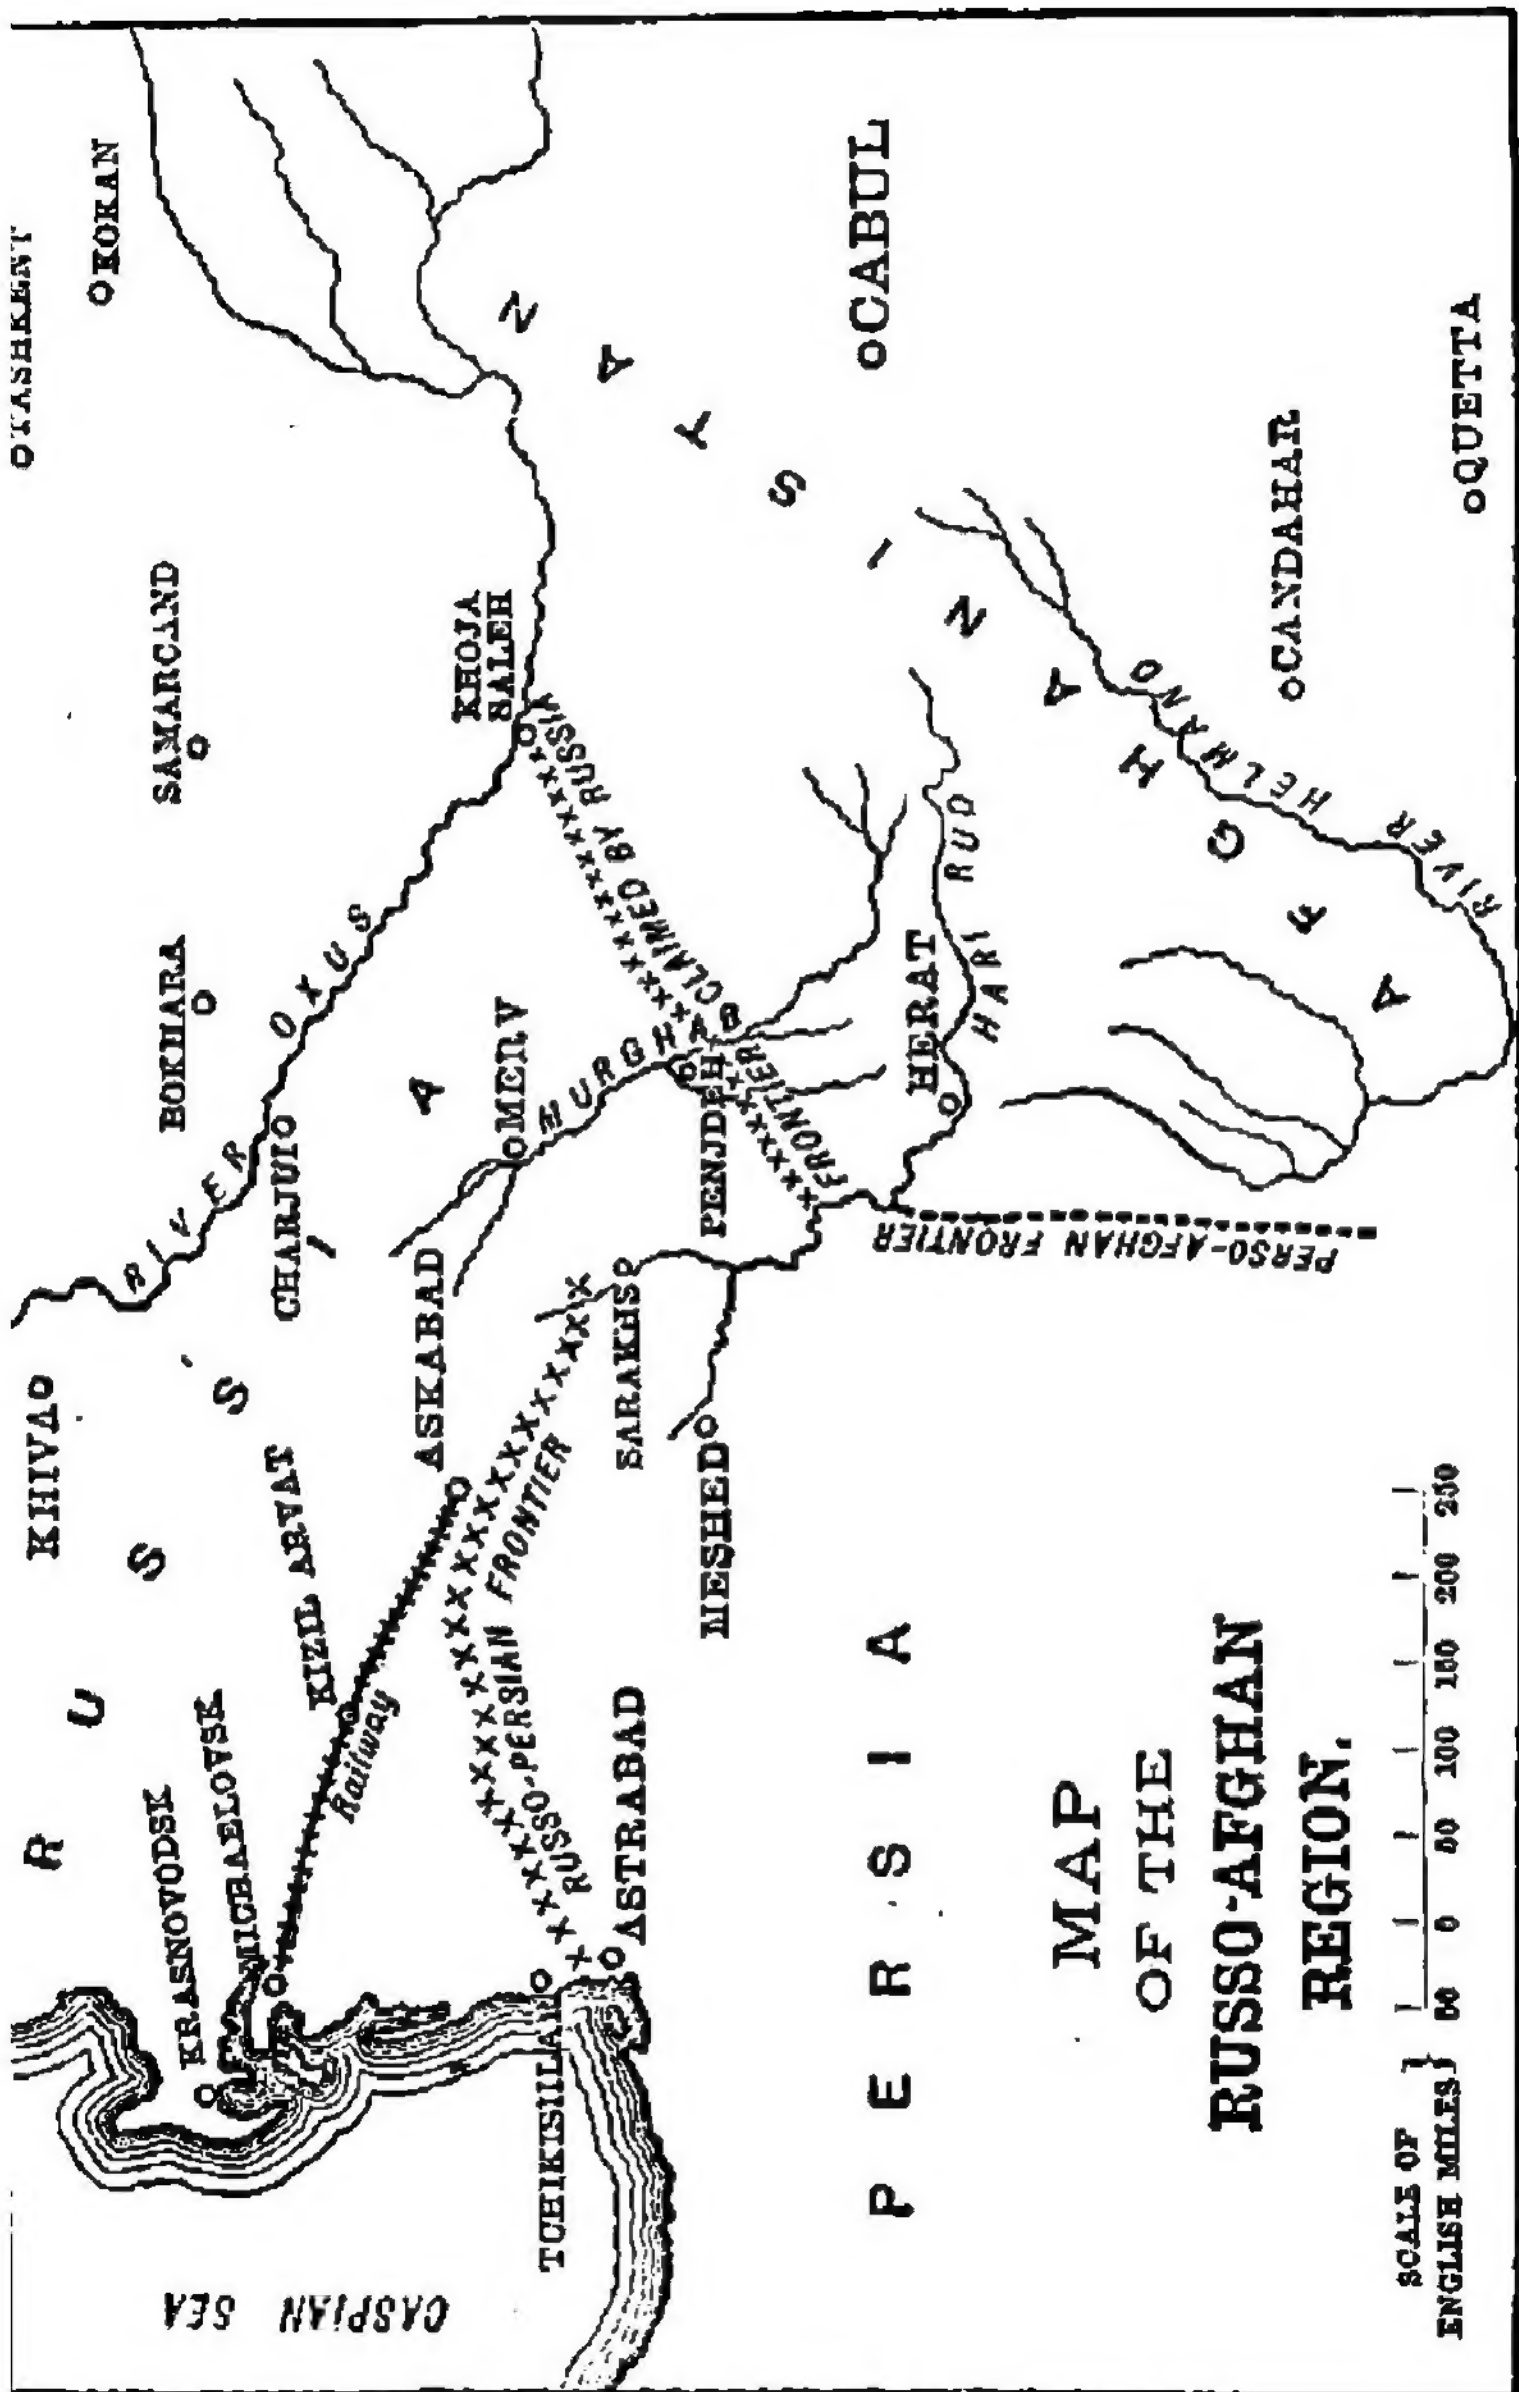 CASPIAN SEA
R U S S I A
KRASNOVODSK
MICHAELOVSK
KIZIL ARVAT
Railway
KHIVA
TASHKENT
KOKAN
SAMARCAND
BOKHARA
CHARJUI
RIVER OXUS
ASKABAD
MERV
MURGHAB
KHOJA
SALEH
FRONTIER CLAIMED BY RUSSIA
PENJDEH
RUSSO-PERSIAN FRONTIER
TCHIKISILAR
ASTRABAD
SARAKHS
MESHED
PERSO-AFGHAN FRONTIER
HERAT
HARI RUD
AFGHANISTAN
CABUL
CANDAHAR
QUETTA
RIVER HELMAND
PERSIA
MAP
OF THE
RUSSO-AFGHAN
REGION.
SCALE OF
ENGLISH MILES
50 0 50 100 150 200 250